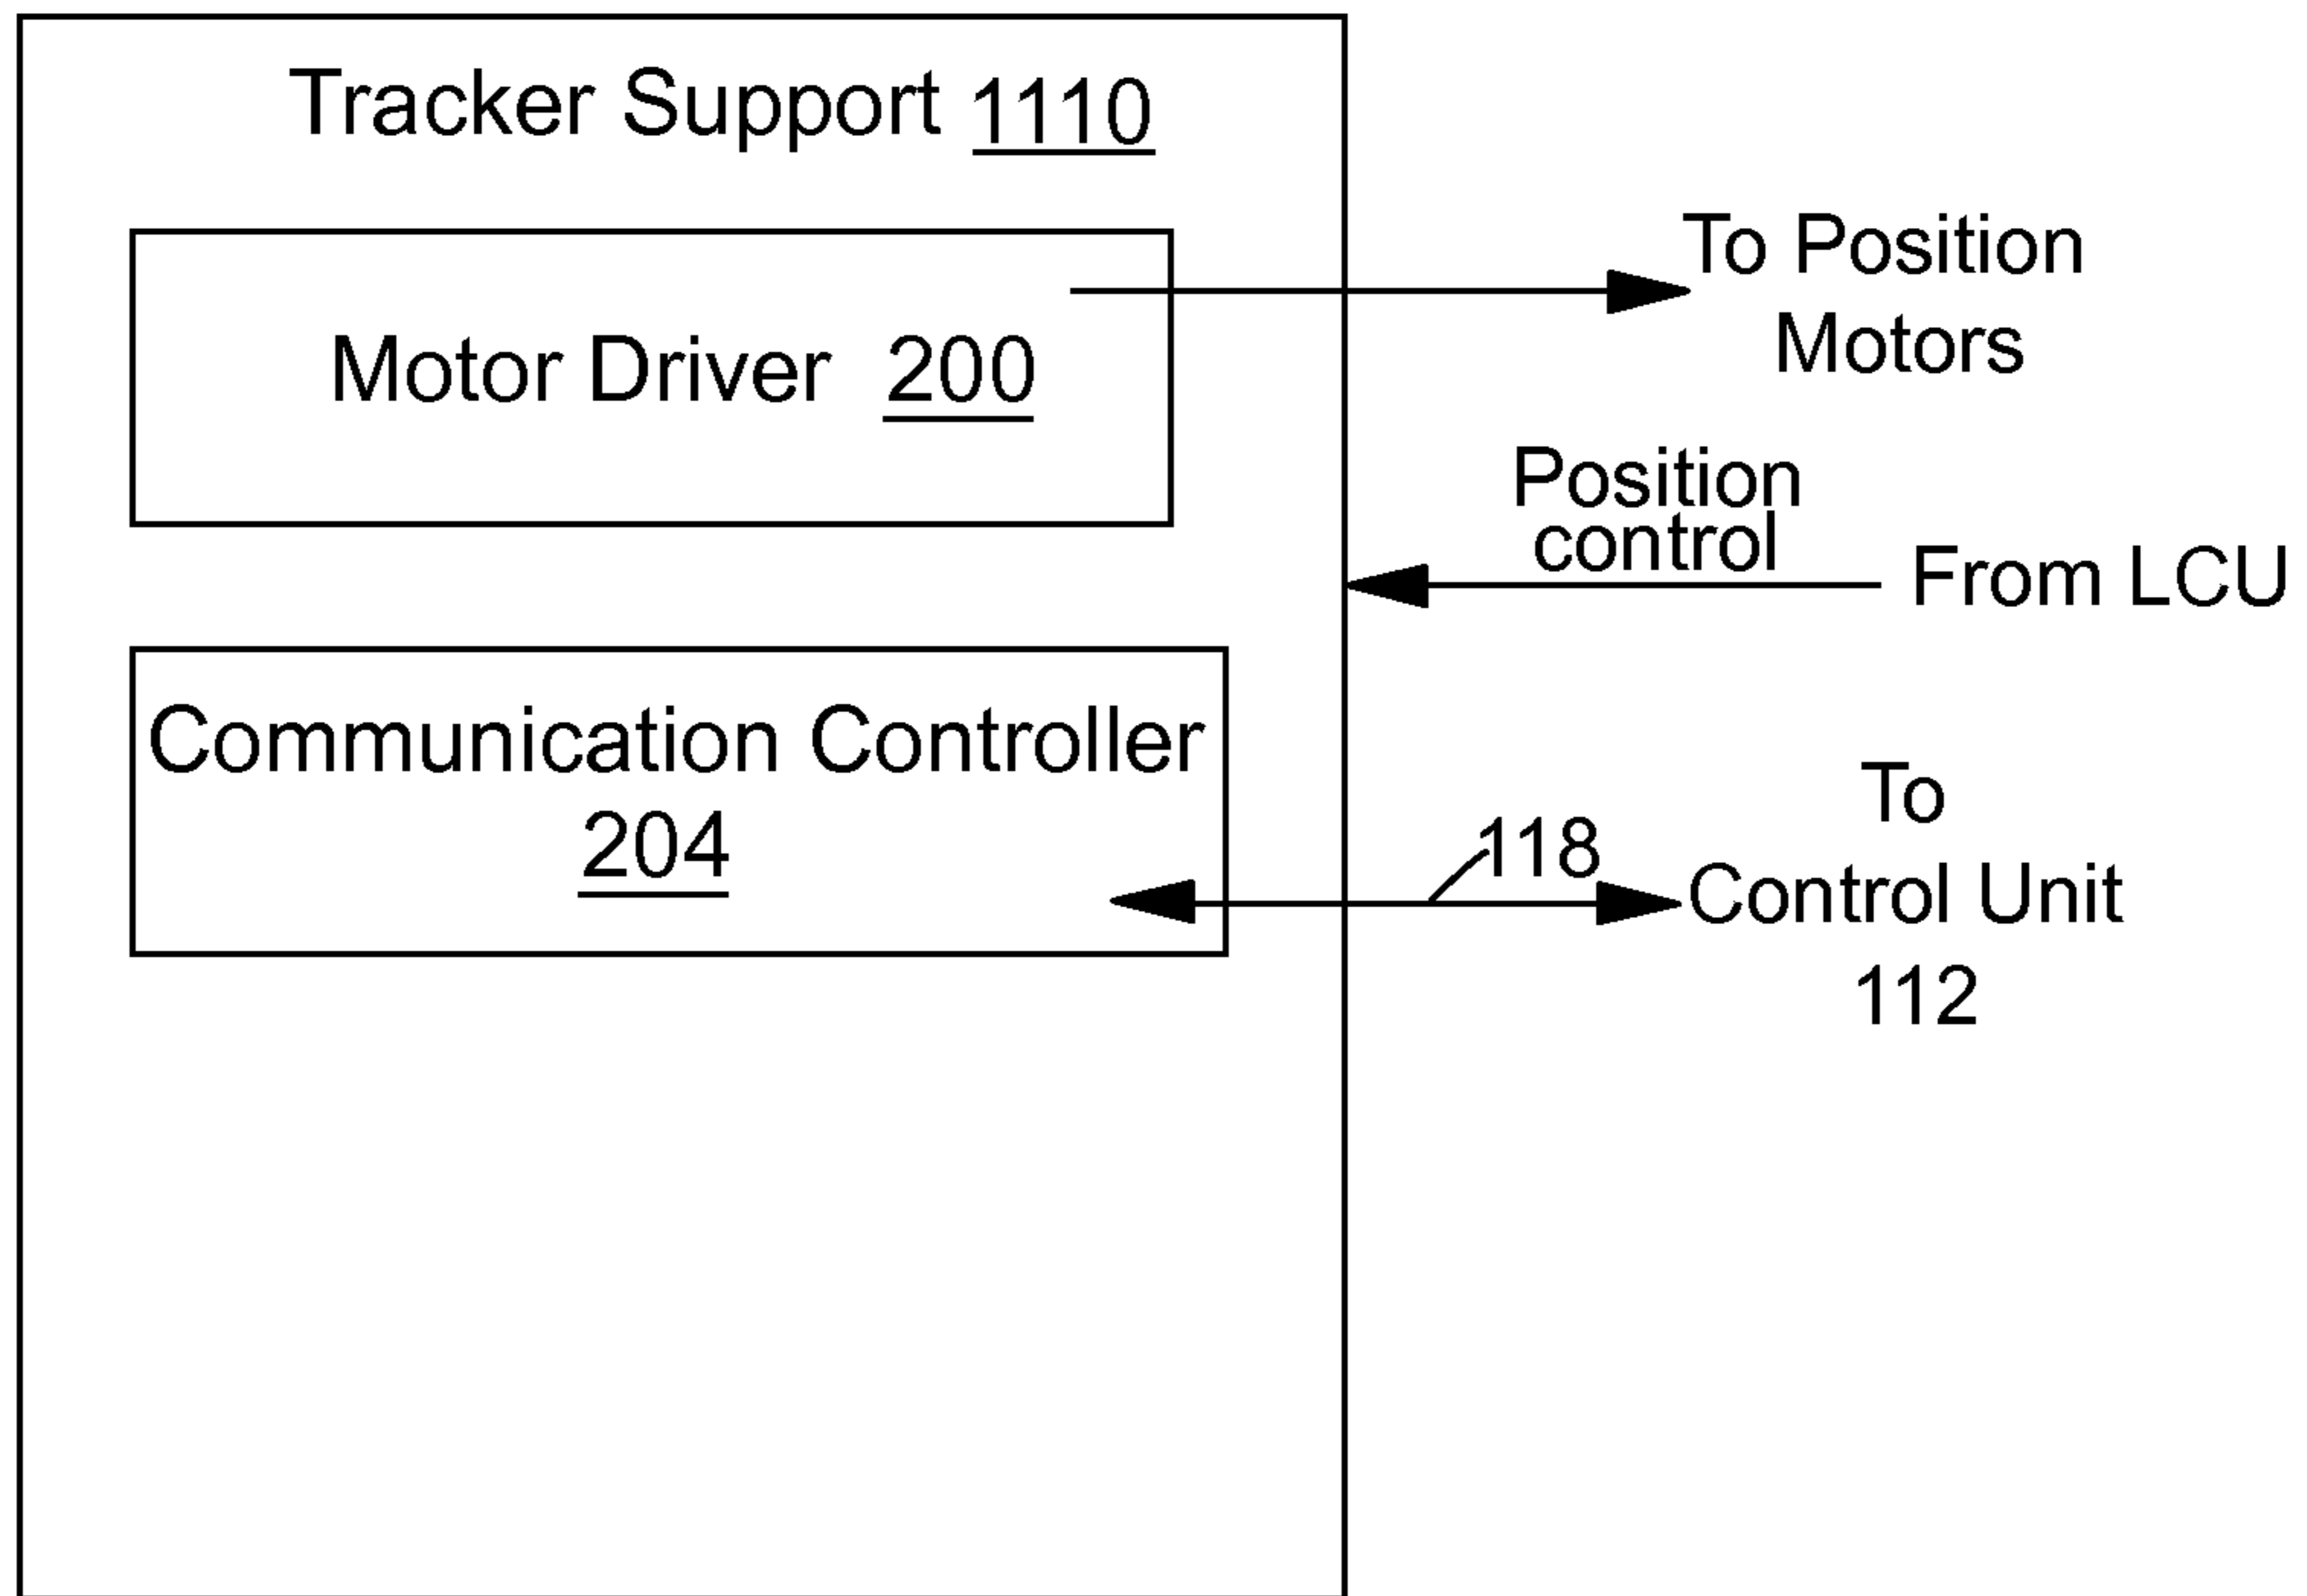 Tracker Support 1110
To Position
Motors
Motor Driver 200
Position
control
From LCU
Communication Controller
204
118
To
Control Unit
112